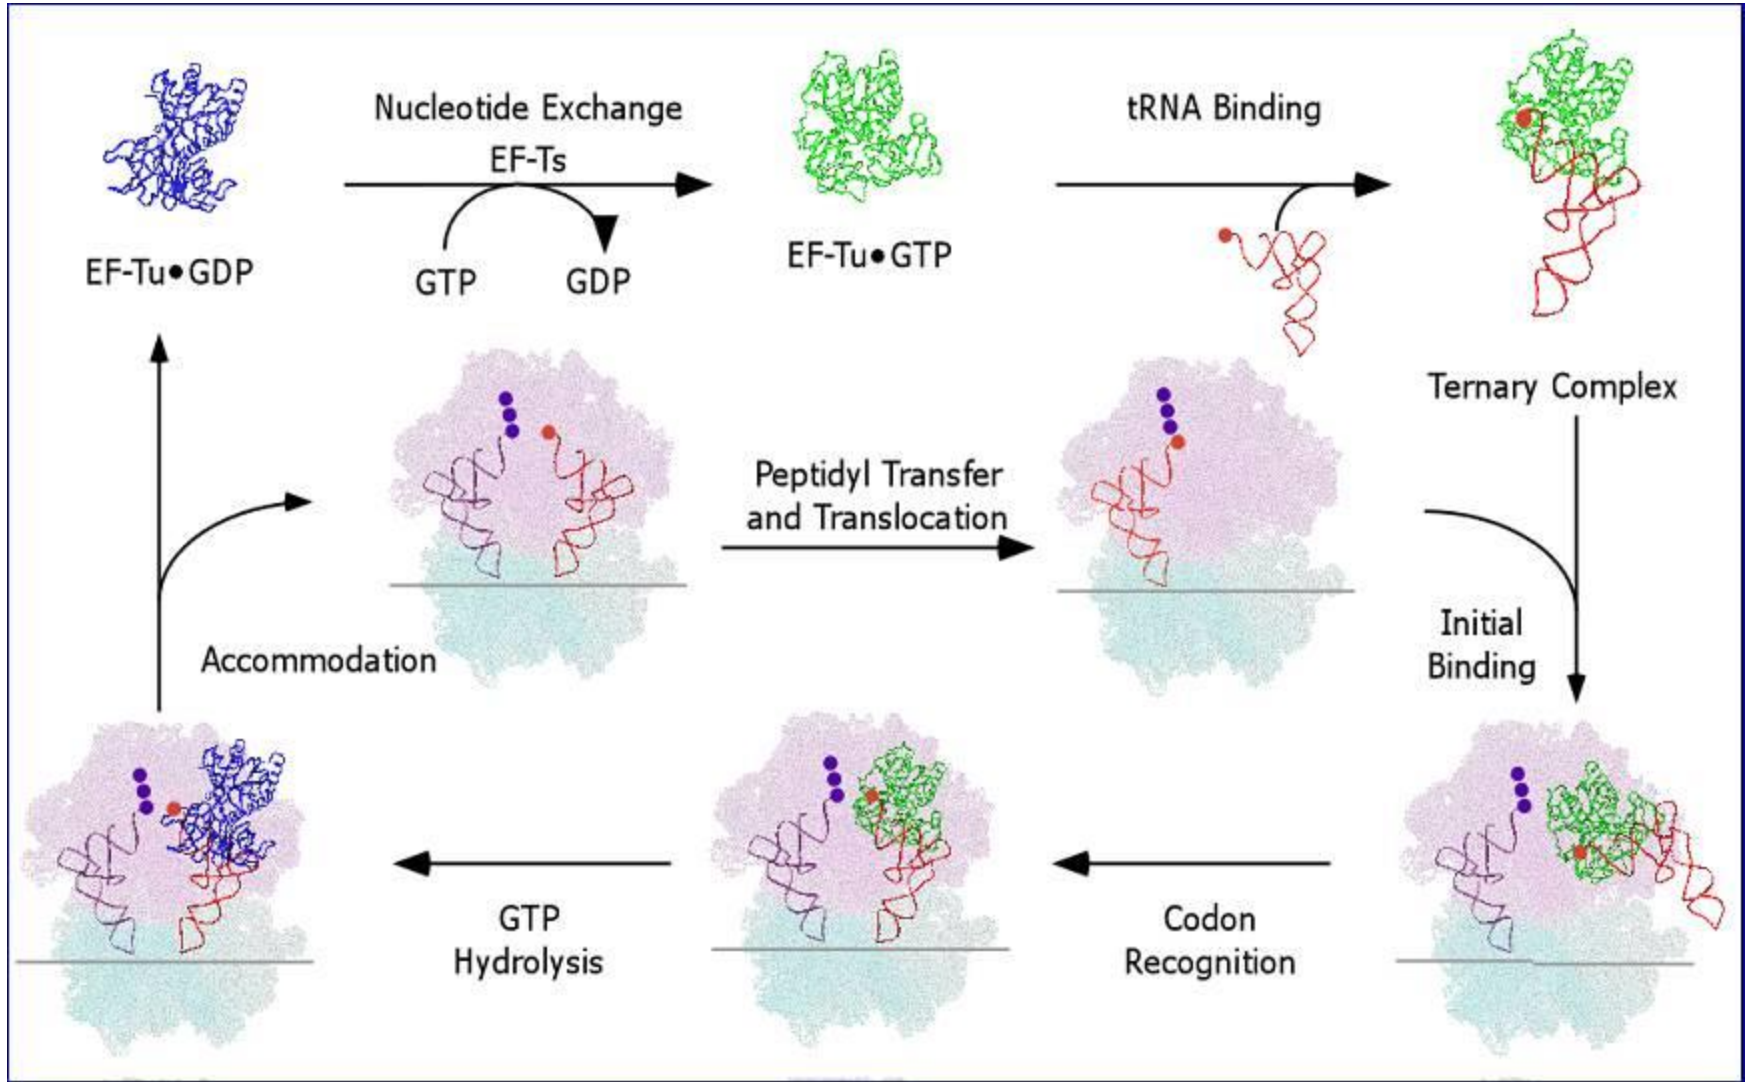 Nucleotide Exchange
EF-Ts
tRNA Binding
EF-Tu•GDP
GTP
GDP
EF-Tu•GTP
Ternary Complex
Peptidyl Transfer
and Translocation
Accommodation
Initial
Binding
GTP
Hydrolysis
Codon
Recognition